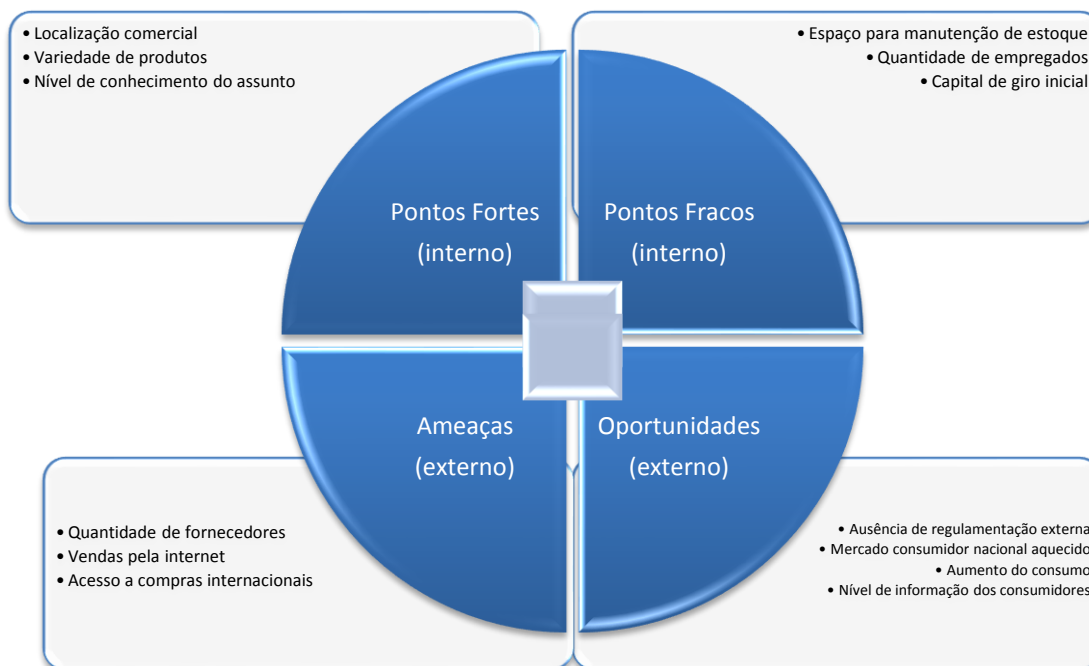 • Localização comercial
• Variedade de produtos
• Nível de conhecimento do assunto
• Espaço para manutenção de estoque
• Quantidade de empregados
• Capital de giro inicial
Pontos Fortes
(interno)
Pontos Fracos
(interno)
Ameaças
(externo)
Oportunidades
(externo)
• Quantidade de fornecedores
• Vendas pela internet
• Acesso a compras internacionais
• Ausência de regulamentação externa
• Mercado consumidor nacional aquecido
• Aumento do consumo
• Nível de informação dos consumidores